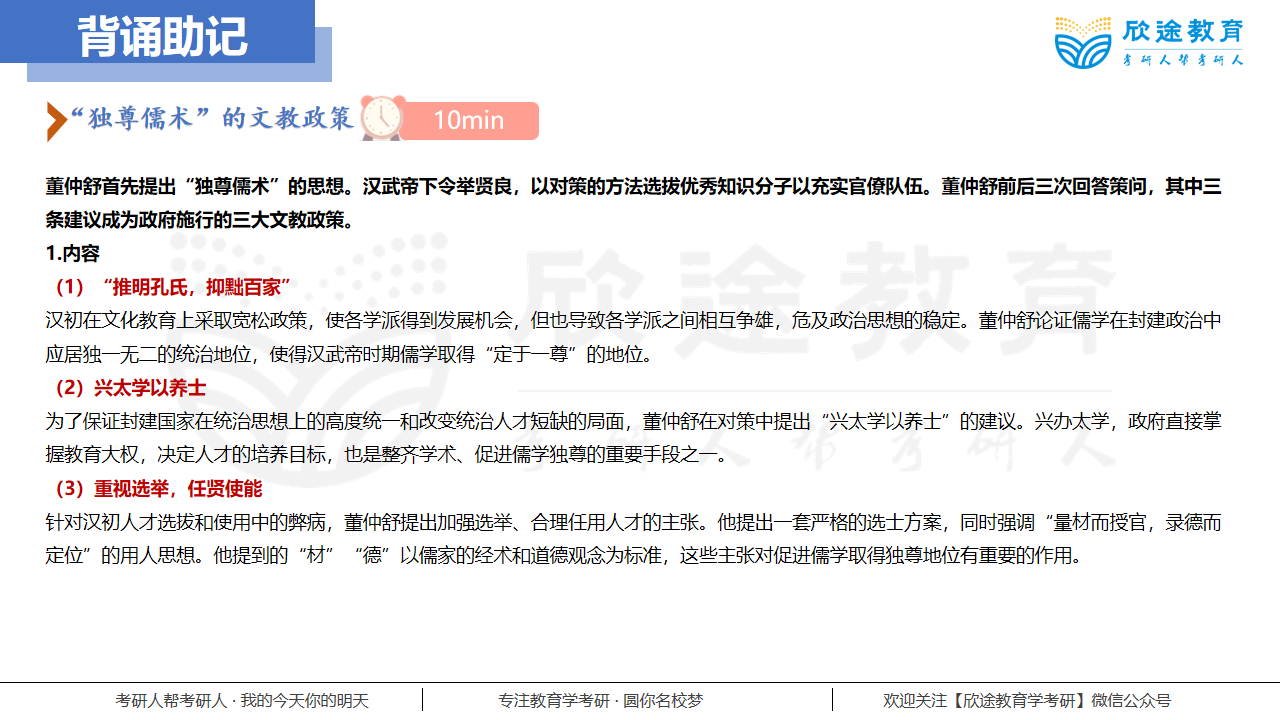 背诵助记
欣途教育
考研人帮考研人
“独尊儒术”的文教政策
10min
董仲舒首先提出“独尊儒术”的思想。汉武帝下令举贤良，以对策的方法选拔优秀知识分子以充实官僚队伍。董仲舒前后三次回答策问，其中三
条建议成为政府施行的三大文教政策。
1.内容
（1）“推明孔氏，抑黜百家”
汉初在文化教育上采取宽松政策，使各学派得到发展机会，但也导致各学派之间相互争雄，危及政治思想的稳定。董仲舒论证儒学在封建政治中
应居独一无二的统治地位，使得汉武帝时期儒学取得“定于一尊”的地位。
（2）兴太学以养士
为了保证封建国家在统治思想上的高度统一和改变统治人才短缺的局面，董仲舒在对策中提出“兴太学以养士”的建议。兴办太学，政府直接掌
握教育大权，决定人才的培养目标，也是整齐学术、促进儒学独尊的重要手段之一。
（3）重视选举，任贤使能
针对汉初人才选拔和使用中的弊病，董仲舒提出加强选举、合理任用人才的主张。他提出一套严格的选士方案，同时强调“量材而授官，录德而
定位”的用人思想。他提到的“材”“德”以儒家的经术和道德观念为标准，这些主张对促进儒学取得独尊地位有重要的作用。
欣途教育
考研人帮考研人
考研人帮考研人 · 我的今天你的明天
专注教育学考研 · 圆你名校梦
欢迎关注【欣途教育学考研】微信公众号